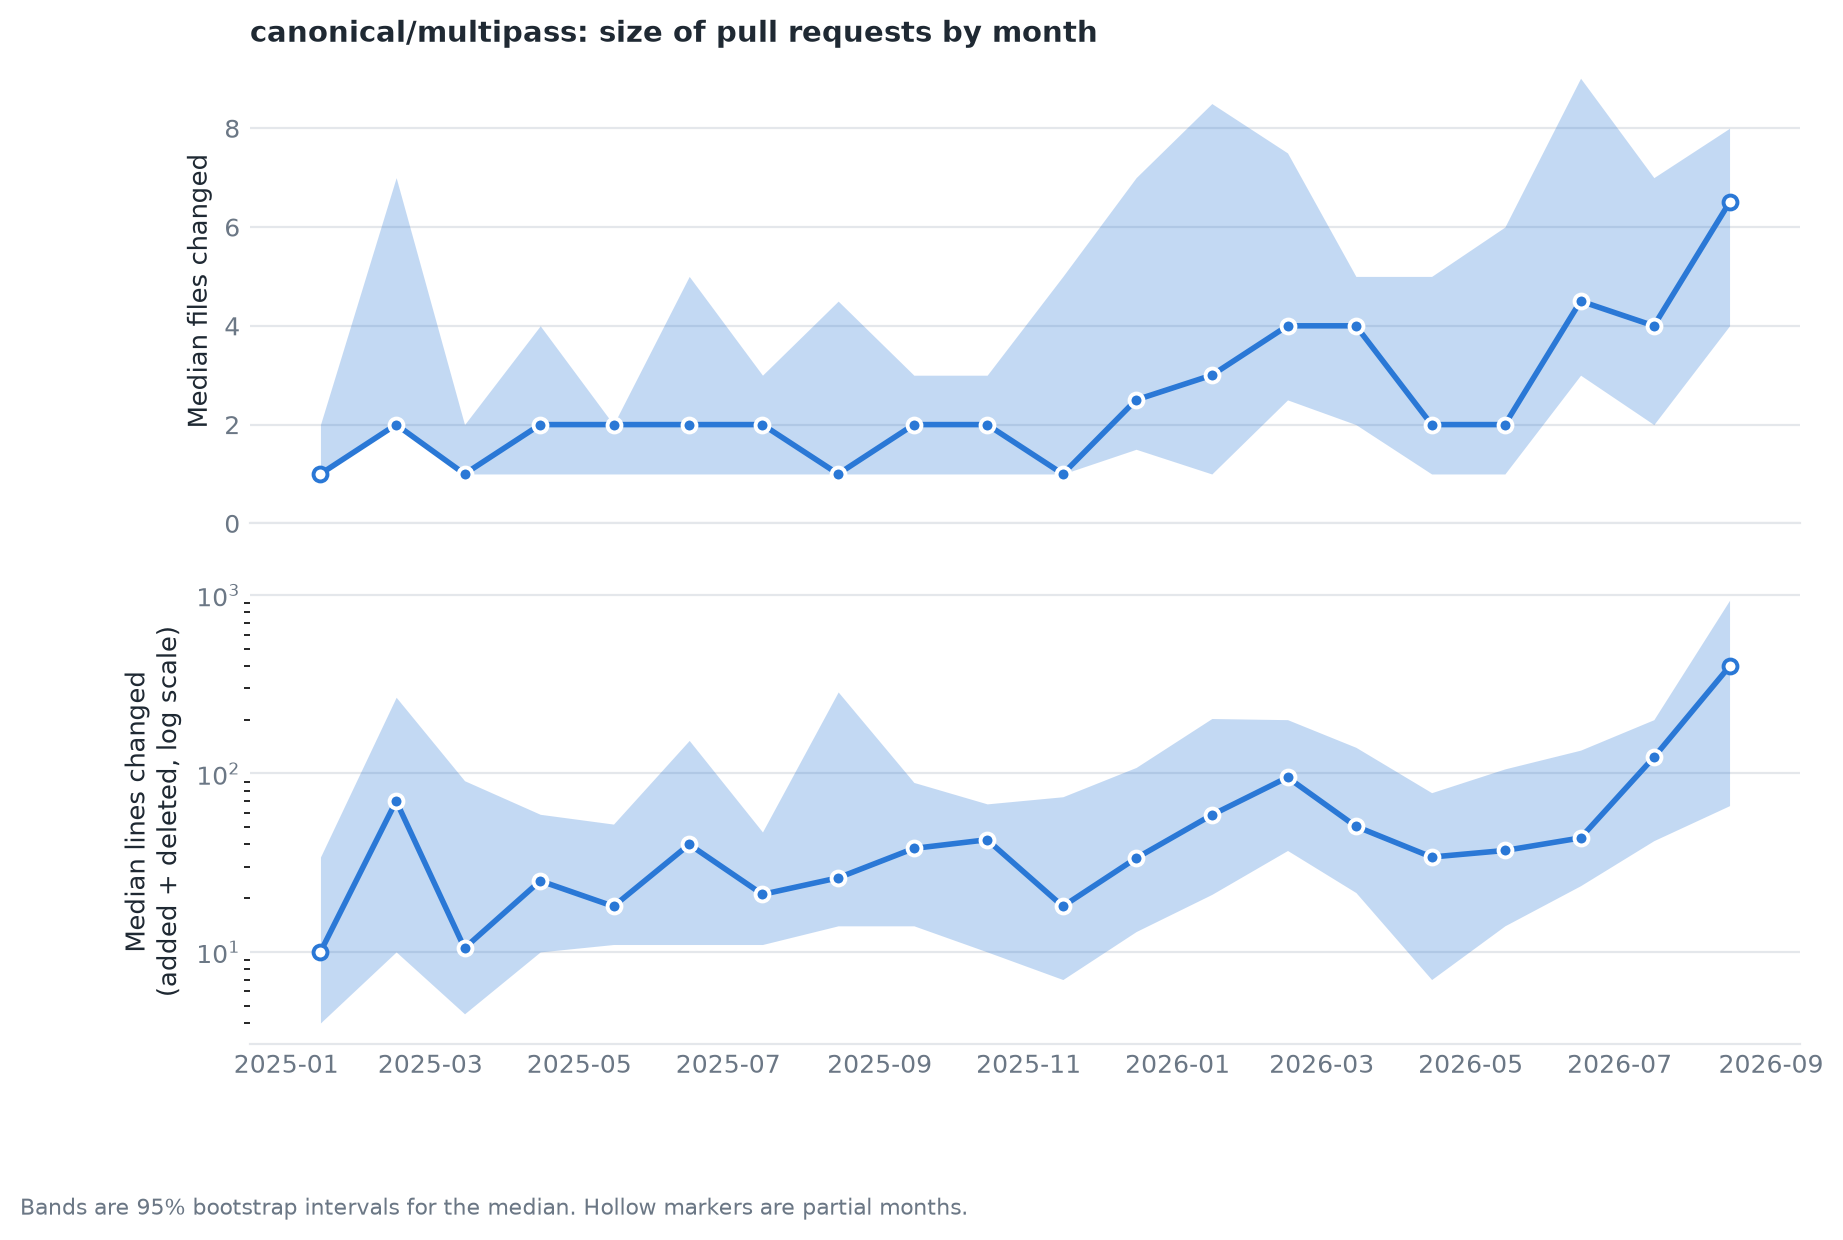 canonical/multipass: size of pull requests by month
Median files changed
8
6
4
2
0
Median lines changed
(added + deleted, log scale)
10³
10²
10¹
2025-01 2025-03 2025-05 2025-07 2025-09 2025-11 2026-01 2026-03 2026-05 2026-07 2026-09
Bands are 95% bootstrap intervals for the median. Hollow markers are partial months.